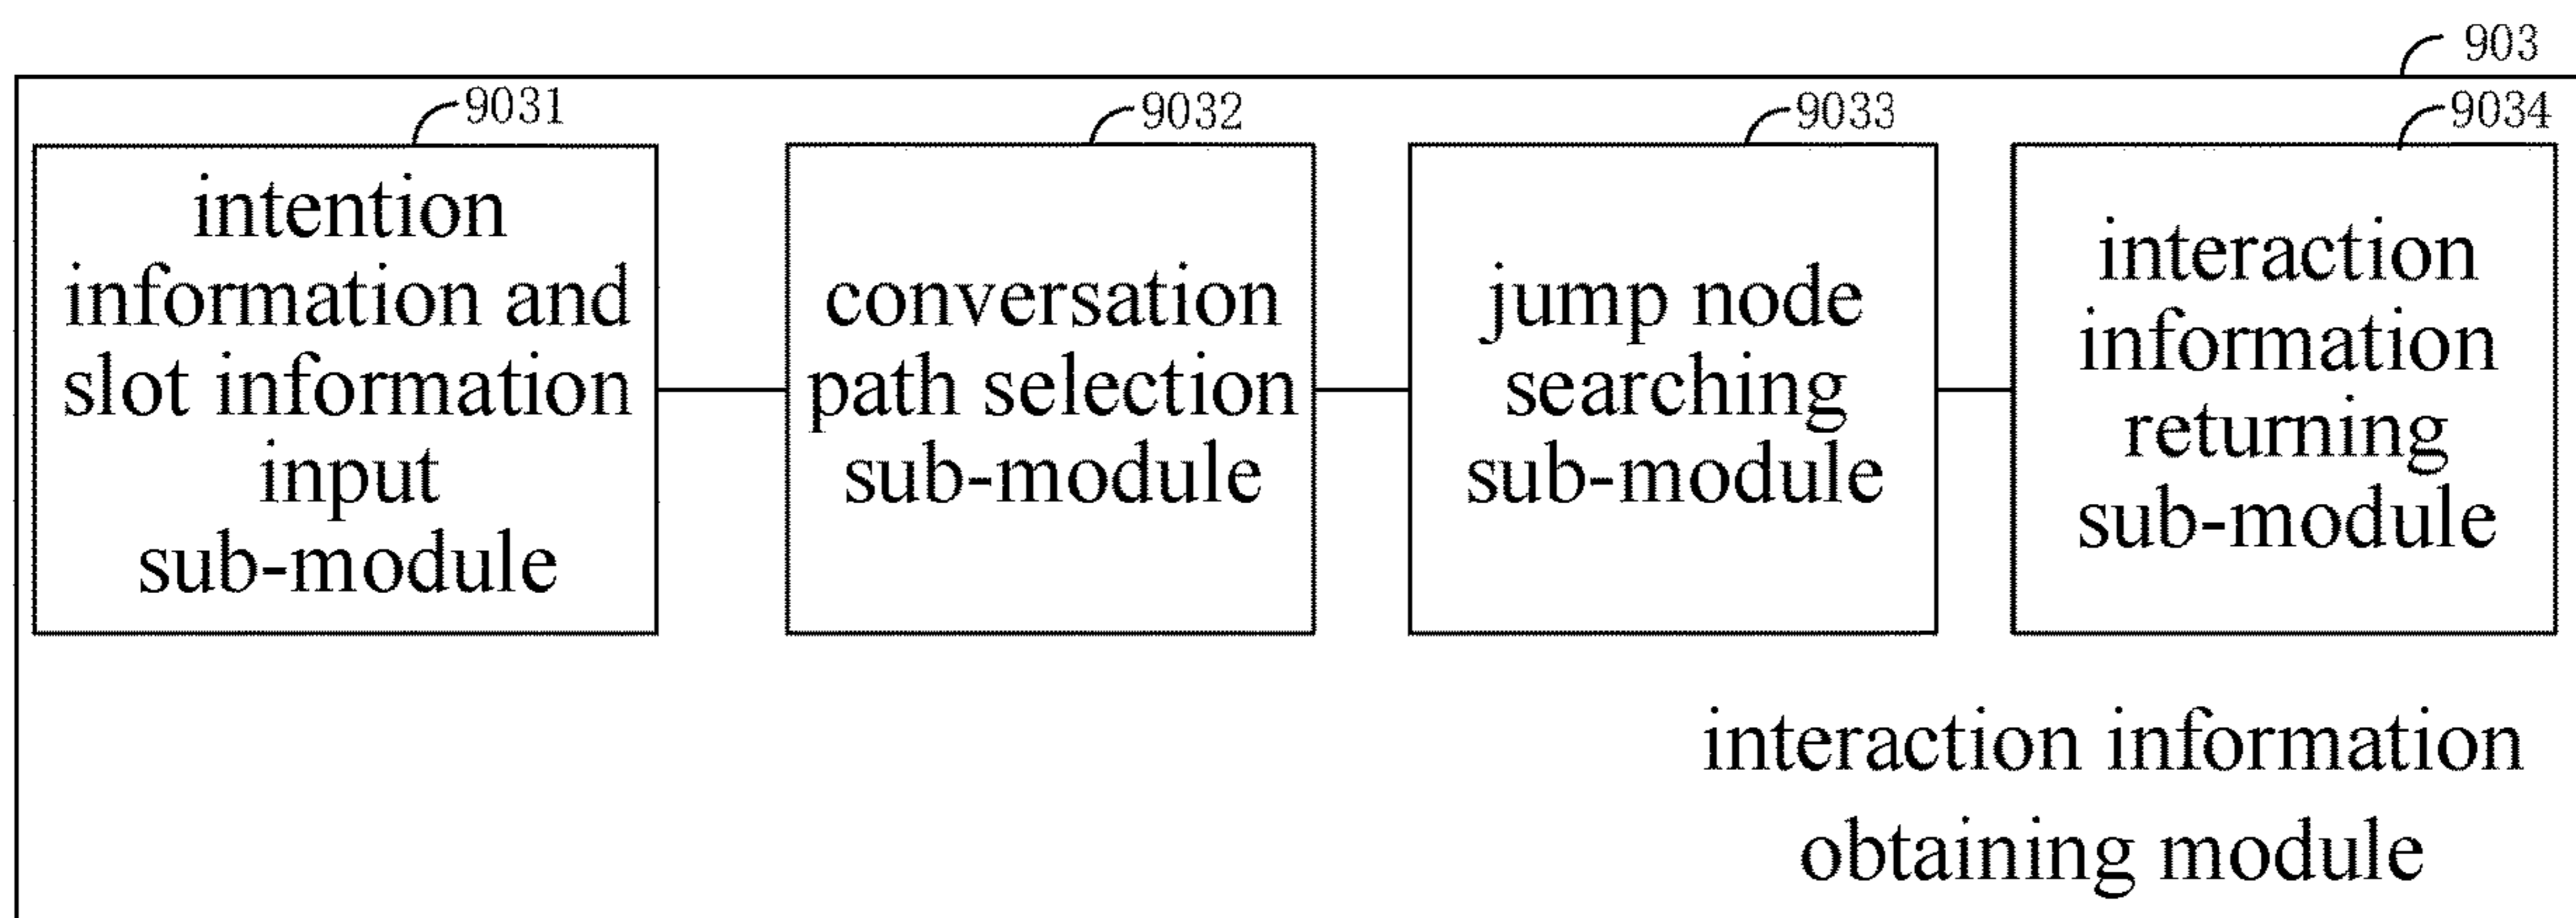 903
9031
intention
information and
slot information
input
sub-module
9032
conversation
path selection
sub-module
9033
jump node
searching
sub-module
9034
interaction
information
returning
sub-module
interaction information
obtaining module